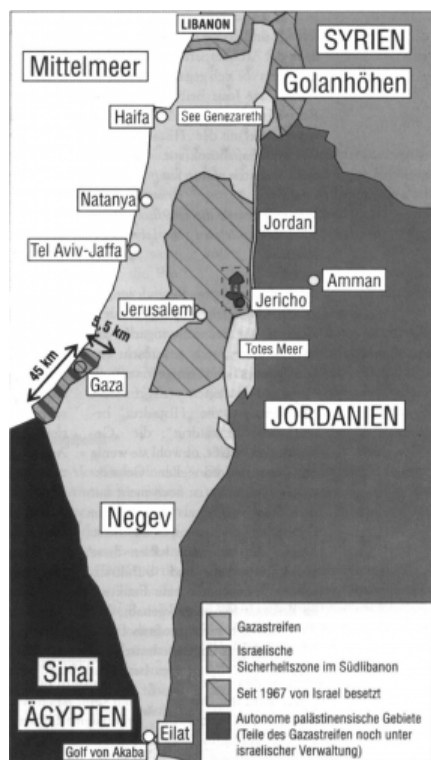 LIBANON
SYRIEN
Mittelmeer
Golanhöhen
Haifa
See Genezareth
Natanya
Jordan
Tel Aviv-Jaffa
Amman
Jericho
Jerusalem
5,5 km
45 km
Totes Meer
Gaza
JORDANIEN
Negev
Gazastreifen
Israelische
Sicherheitszone im Südlibanon
Seit 1967 von Israel besetzt
Autonome palästinensische Gebiete
(Teile des Gazastreifen noch unter
israelischer Verwaltung)
Sinai
ÄGYPTEN
Eilat
Golf von Akaba